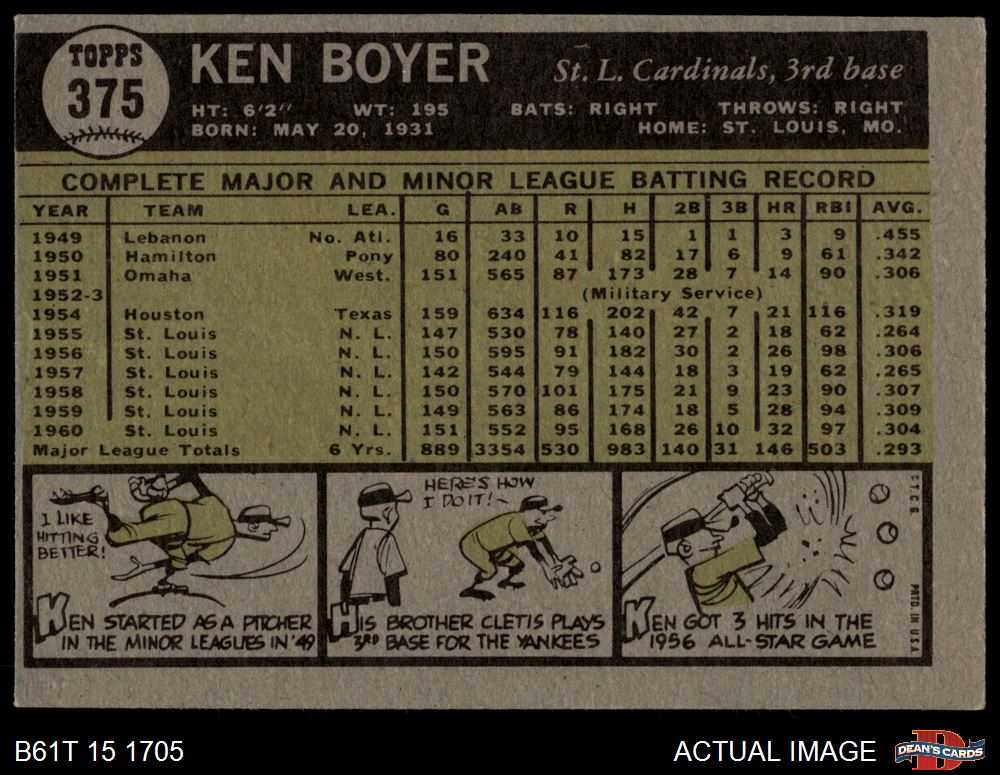 TOPPS
375
KEN BOYER
St. L. Cardinals, 3rd base
HT: 6'2" WT: 195 BATS: RIGHT THROWS: RIGHT
BORN: MAY 20, 1931 HOME: ST. LOUIS, MO.
COMPLETE MAJOR AND MINOR LEAGUE BATTING RECORD
YEAR TEAM LEA. G AB R H 2B 3B HR RBI AVG.
1949 Lebanon No. Atl. 16 33 10 15 1 1 3 9 .455
1950 Hamilton Pony 80 240 41 82 17 6 9 61 .342
1951 Omaha West. 151 565 87 173 28 7 14 90 .306
1952-3 (Military Service)
1954 Houston Texas 159 634 116 202 42 7 21 116 .319
1955 St. Louis N. L. 147 530 78 140 27 2 18 62 .264
1956 St. Louis N. L. 150 595 91 182 30 2 26 98 .306
1957 St. Louis N. L. 142 544 79 144 18 3 19 62 .265
1958 St. Louis N. L. 150 570 101 175 21 9 23 90 .307
1959 St. Louis N. L. 149 563 86 174 18 5 28 94 .309
1960 St. Louis N. L. 151 552 95 168 26 10 32 97 .304
Major League Totals 6 Yrs. 889 3354 530 983 140 31 146 503 .293
I LIKE
HITTING
BETTER!
KEN STARTED AS A PITCHER
IN THE MINOR LEAGUES IN '49
HERE'S HOW
I DO IT!
HIS BROTHER CLETIS PLAYS
3RD BASE FOR THE YANKEES
KEN GOT 3 HITS IN THE
1956 ALL-STAR GAME
©T.C.G.
PRTD. IN U.S.A.
B61T 15 1705
ACTUAL IMAGE
DEAN'S CARDS